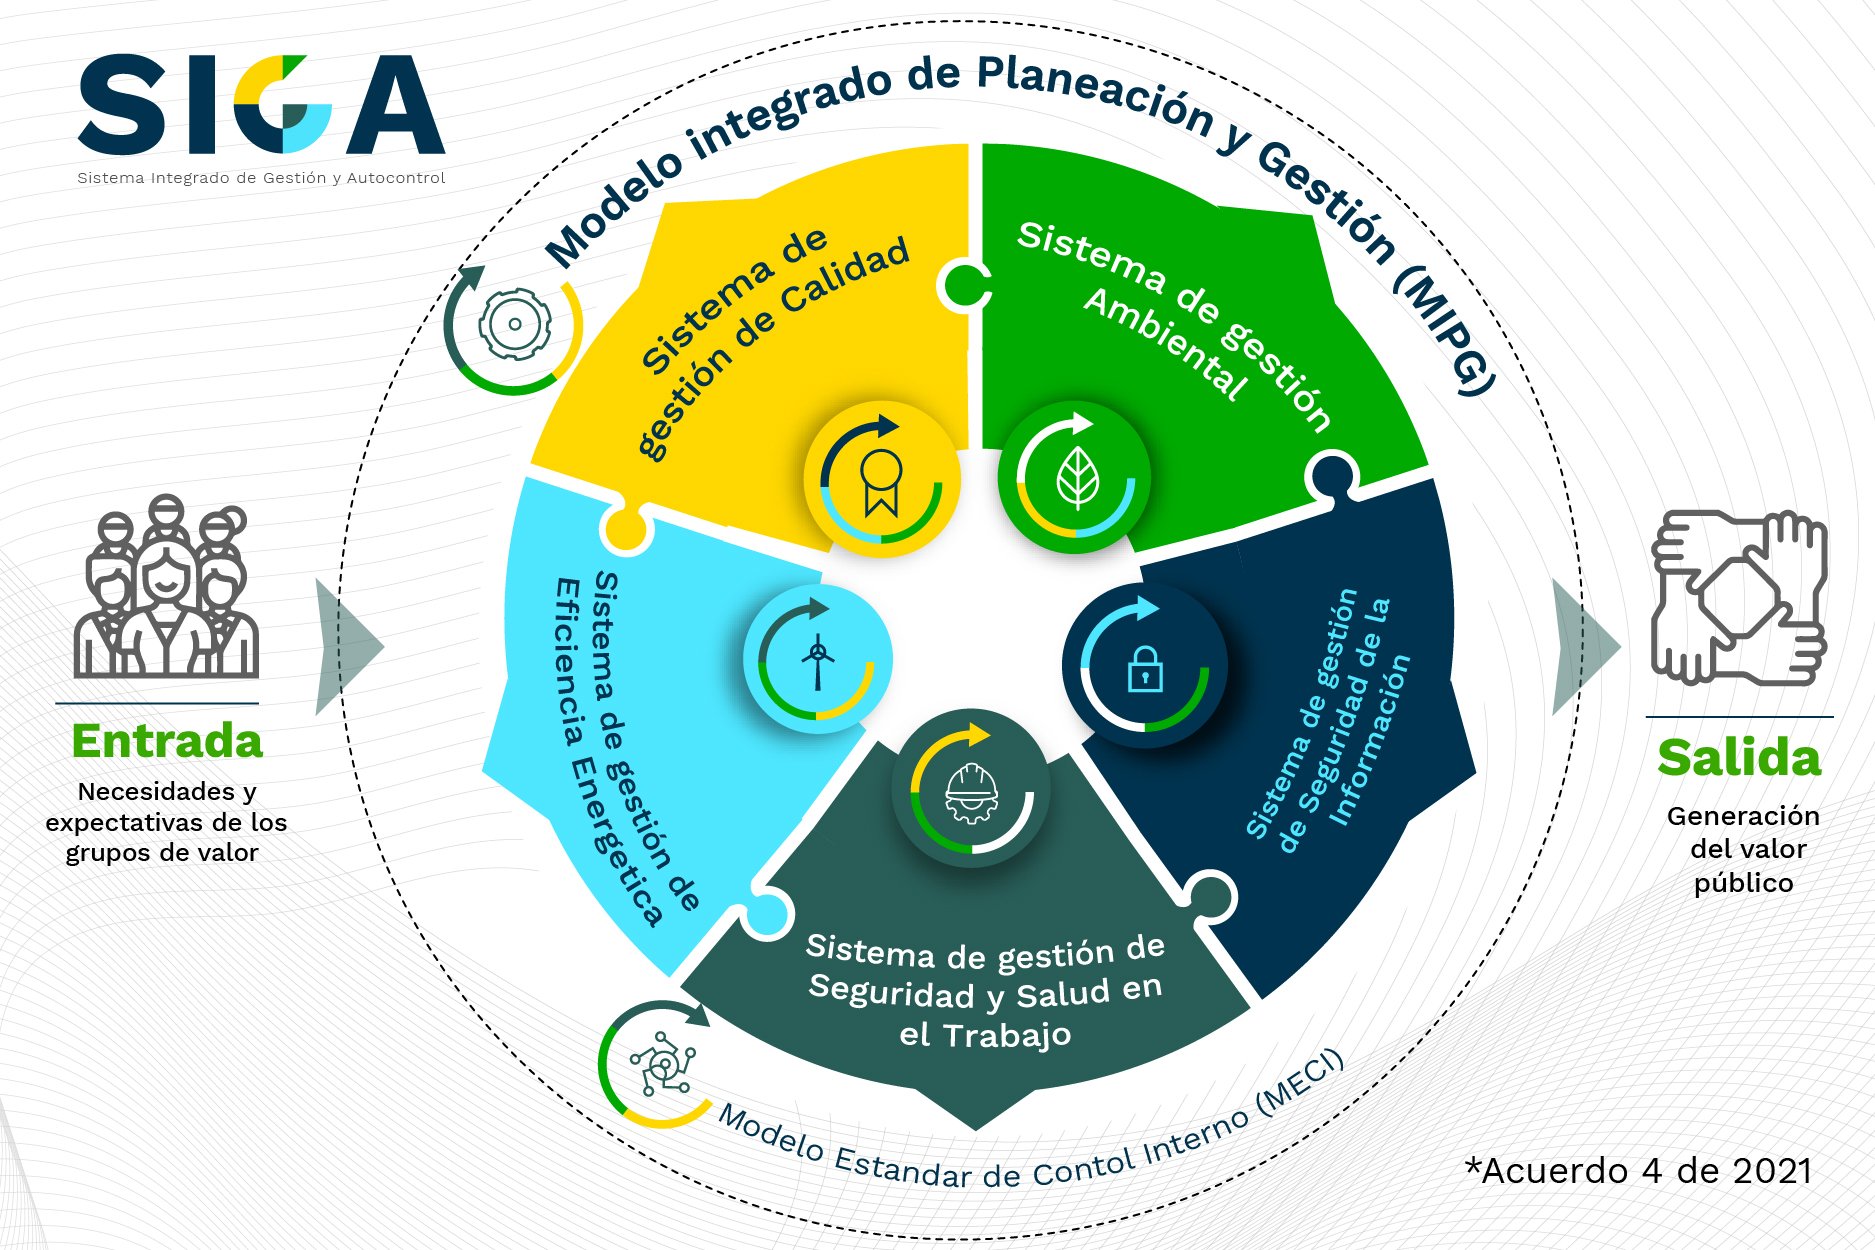 SIGA
Sistema Integrado de Gestión y Autocontrol
Modelo integrado de Planeación y Gestión (MIPG)
Sistema de
gestión de Calidad
Sistema de gestión
Ambiental
Sistema de gestión de
Eficiencia Energetica
Sistema de gestión
de Seguridad de la
Información
Sistema de gestión de
Seguridad y Salud en
el Trabajo
Entrada
Necesidades y
expectativas de los
grupos de valor
Salida
Generación
del valor
público
Modelo Estandar de Contol Interno (MECI)
*Acuerdo 4 de 2021